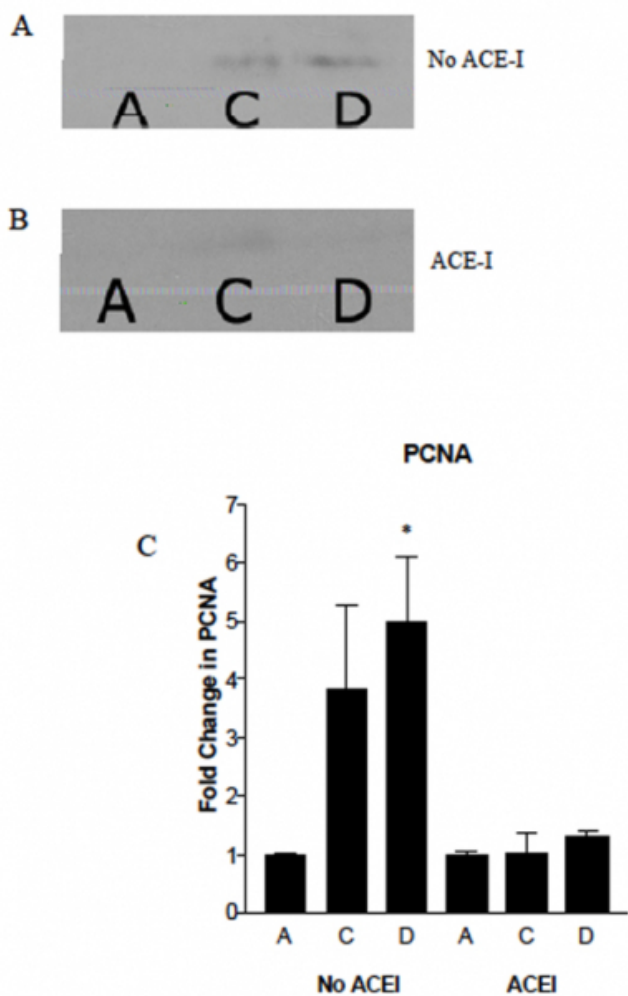 A
No ACE-I
A C D
B
ACE-I
A C D
PCNA
C
Fold Change in PCNA
7
6
5
4
3
2
1
0
*
A C D A C D
No ACEI ACEI